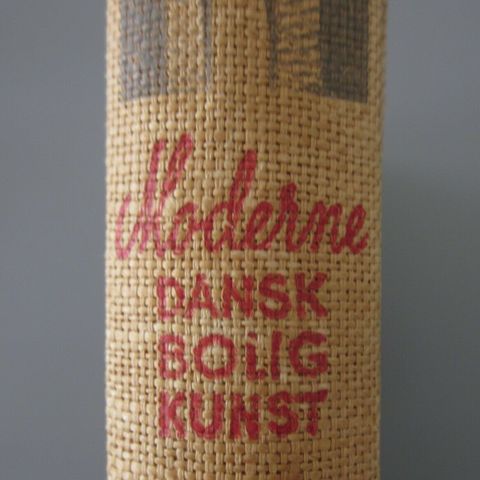 Moderne
DANSK
BOLIG
KUNST